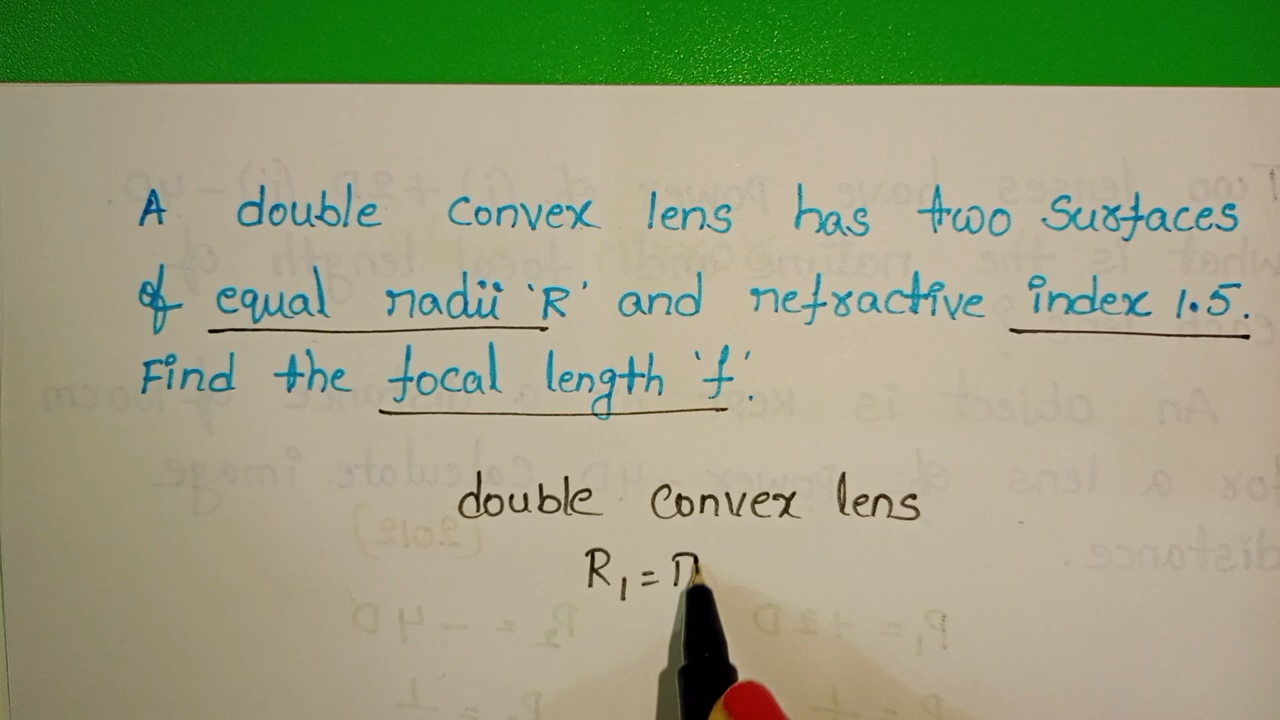 A double convex lens has two surfaces
of equal radii 'R' and refractive index 1.5.
Find the focal length 'f'.
double convex lens
R₁ =